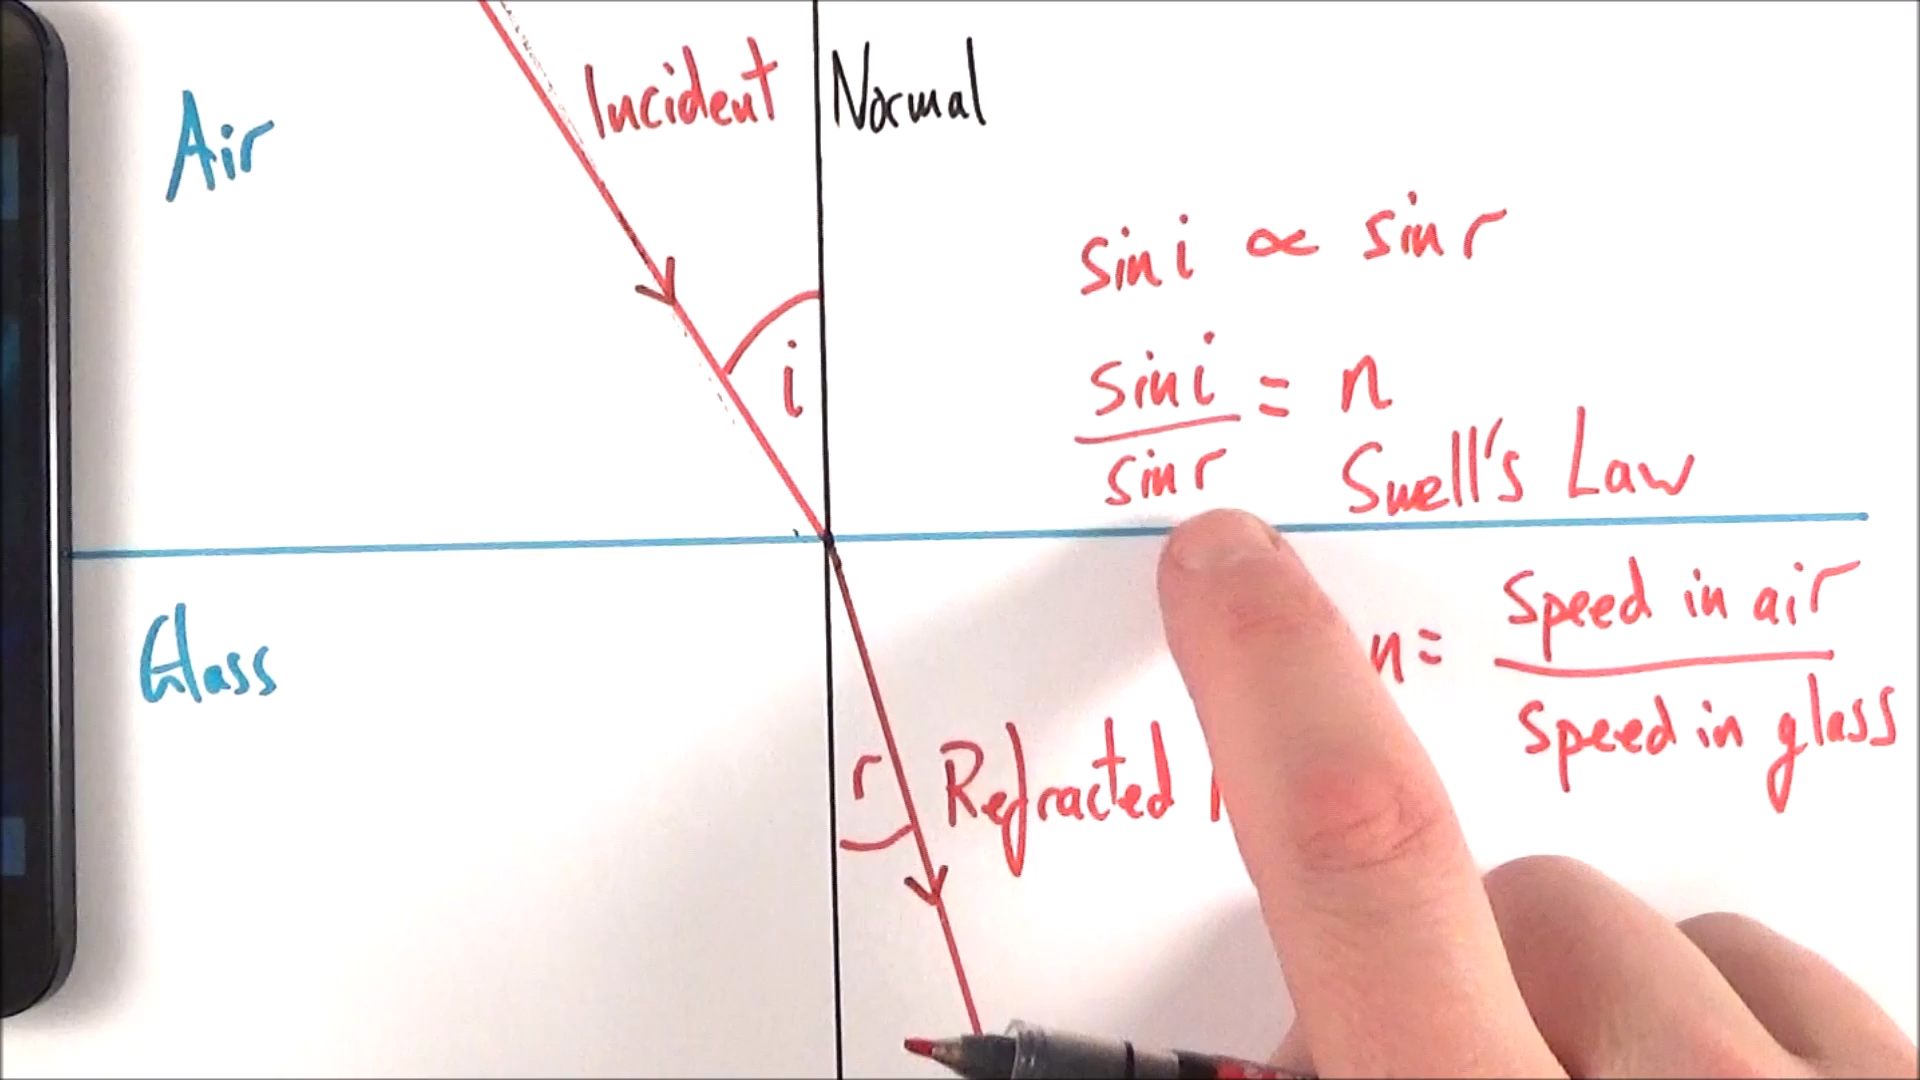 Incident
Normal
Air
sin i ∝ sin r
sin i
sin r
= n
Snell's Law
i
Glass
n =
speed in air
speed in glass
r
Refracted